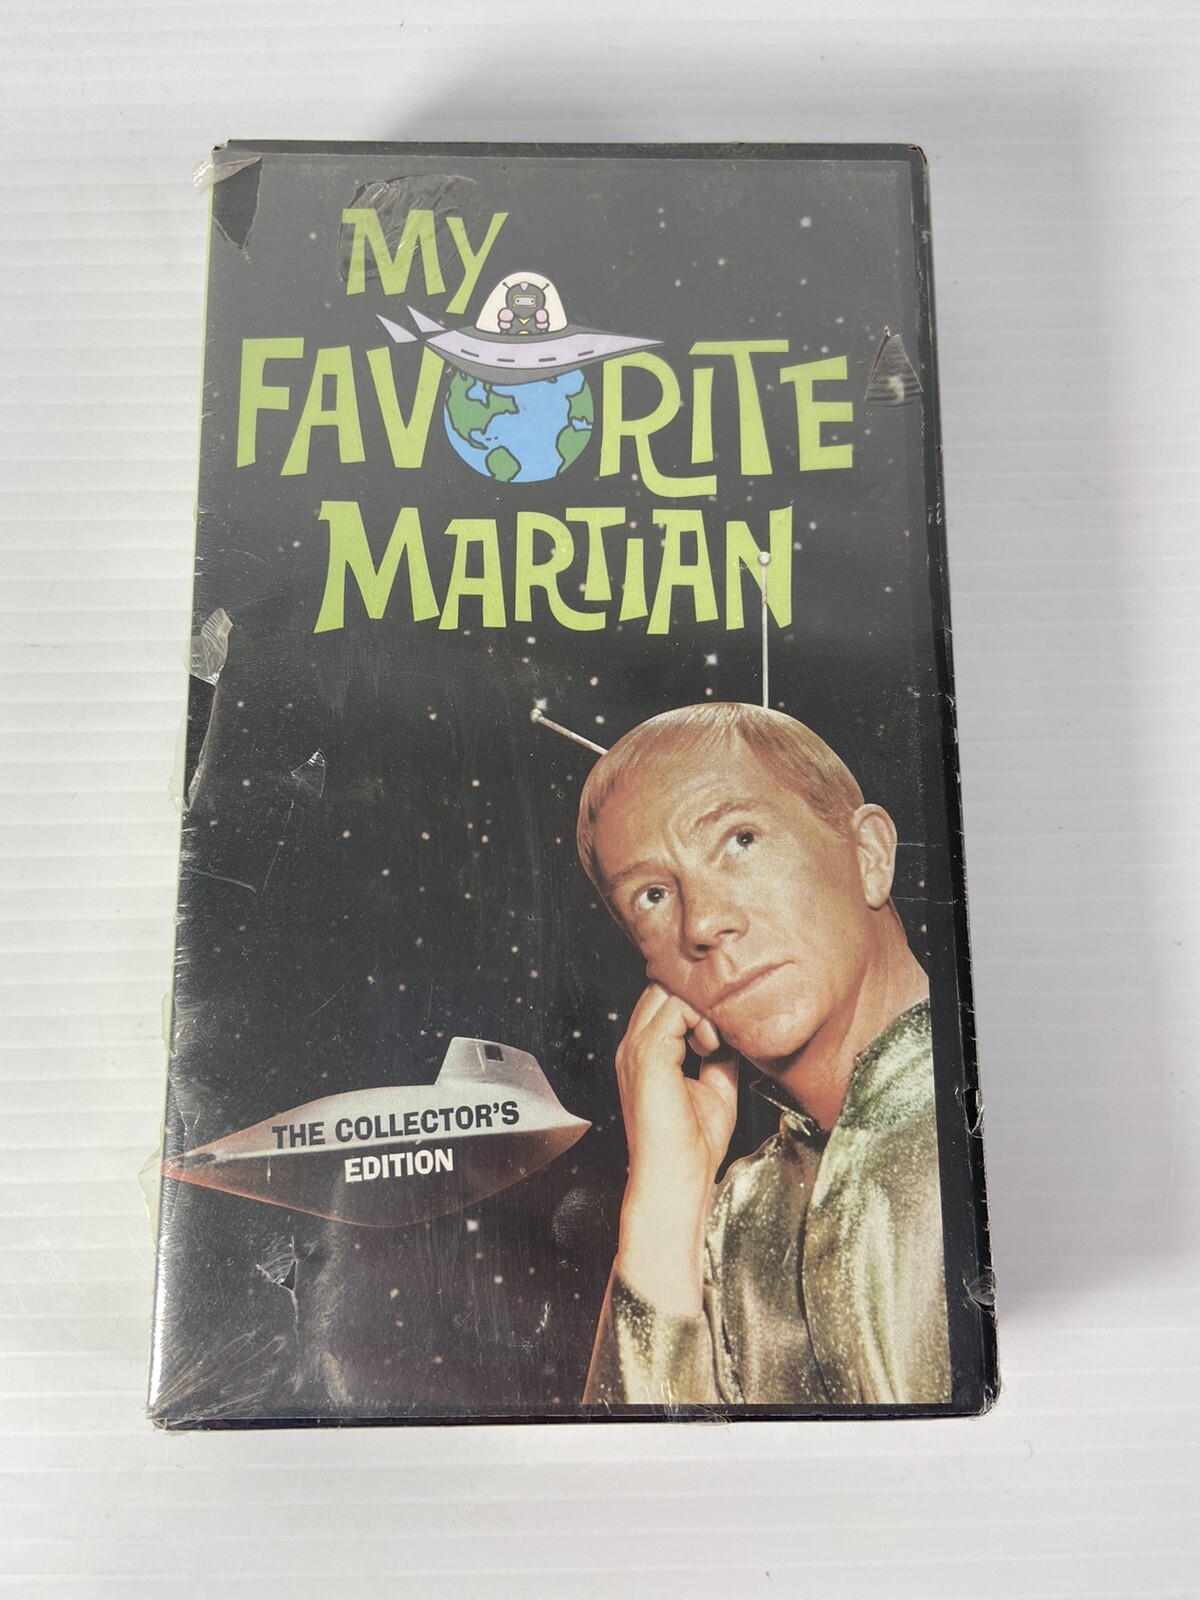 MY
FAVORITE
MARTIAN
THE COLLECTOR'S
EDITION